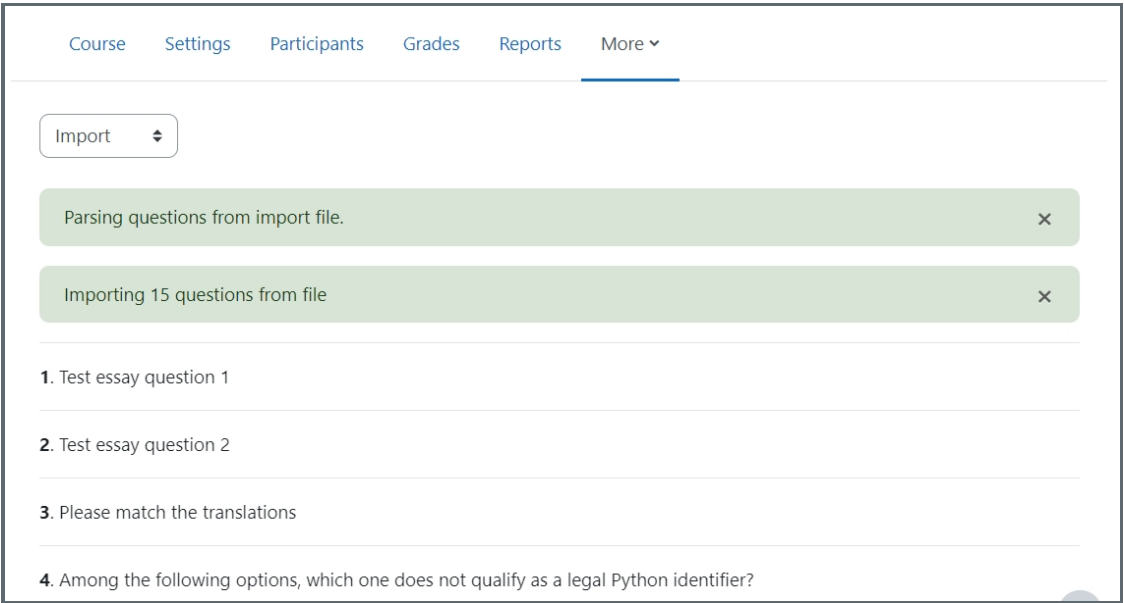 Course Settings Participants Grades Reports More
Import
Parsing questions from import file.
Importing 15 questions from file
1. Test essay question 1
2. Test essay question 2
3. Please match the translations
4. Among the following options, which one does not qualify as a legal Python identifier?